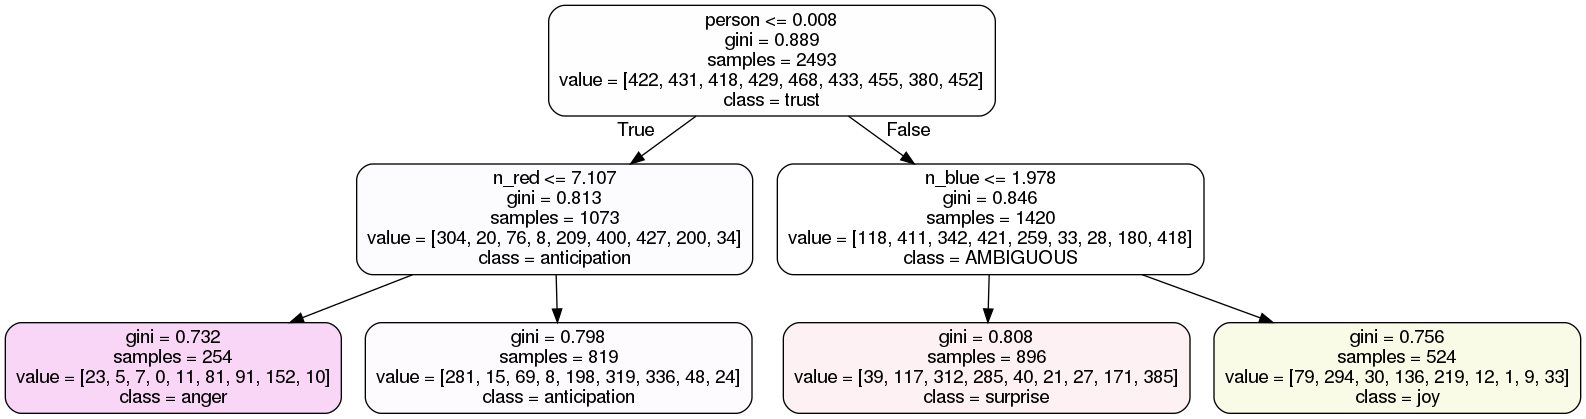 person <= 0.008
gini = 0.889
samples = 2493
value = [422, 431, 418, 429, 468, 433, 455, 380, 452]
class = trust
True
False
n_red <= 7.107
gini = 0.813
samples = 1073
value = [304, 20, 76, 8, 209, 400, 427, 200, 34]
class = anticipation
n_blue <= 1.978
gini = 0.846
samples = 1420
value = [118, 411, 342, 421, 259, 33, 28, 180, 418]
class = AMBIGUOUS
gini = 0.732
samples = 254
value = [23, 5, 7, 0, 11, 81, 91, 152, 10]
class = anger
gini = 0.798
samples = 819
value = [281, 15, 69, 8, 198, 319, 336, 48, 24]
class = anticipation
gini = 0.808
samples = 896
value = [39, 117, 312, 285, 40, 21, 27, 171, 385]
class = surprise
gini = 0.756
samples = 524
value = [79, 294, 30, 136, 219, 12, 1, 9, 33]
class = joy